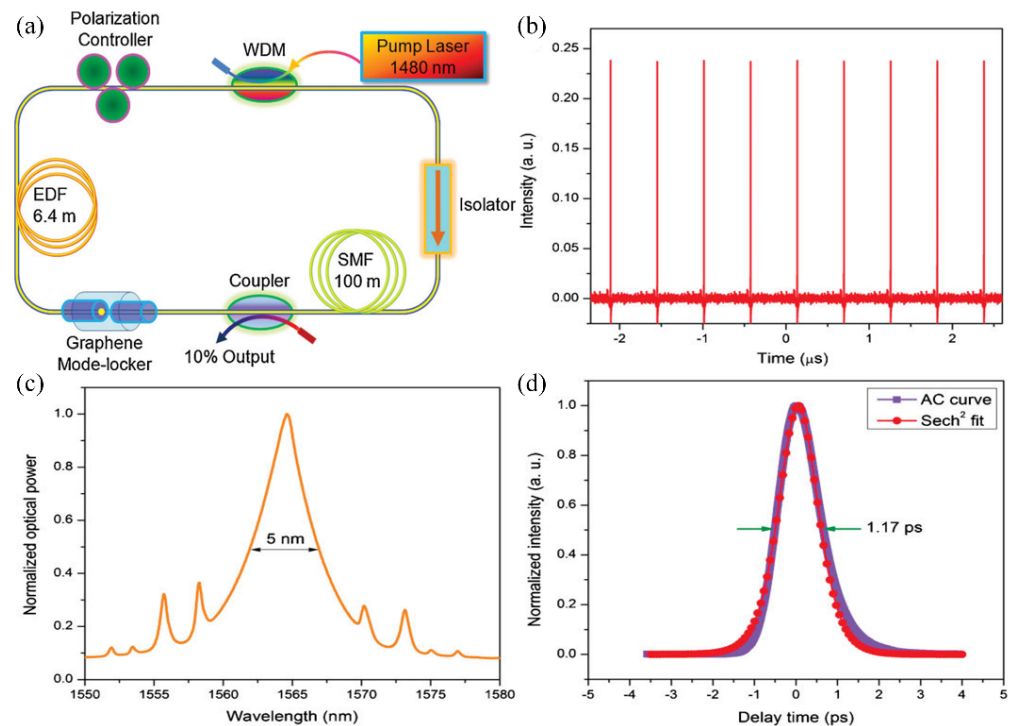 (a)
Polarization
Controller
WDM
Pump Laser
1480 nm
EDF
6.4 m
Isolator
SMF
100 m
Coupler
Graphene
Mode-locker
10% Output
(b)
Intensity (a. u.)
0.25
0.20
0.15
0.10
0.05
0.00
-2 -1 0 1 2
Time (μs)
(c)
Normalized optical power
1.0
0.8
0.6
0.4
0.2
0.0
5 nm
1550 1555 1560 1565 1570 1575 1580
Wavelength (nm)
(d)
Normalized intensity (a. u.)
1.0
0.8
0.6
0.4
0.2
0.0
AC curve
Sech² fit
1.17 ps
-5 -4 -3 -2 -1 0 1 2 3 4 5
Delay time (ps)